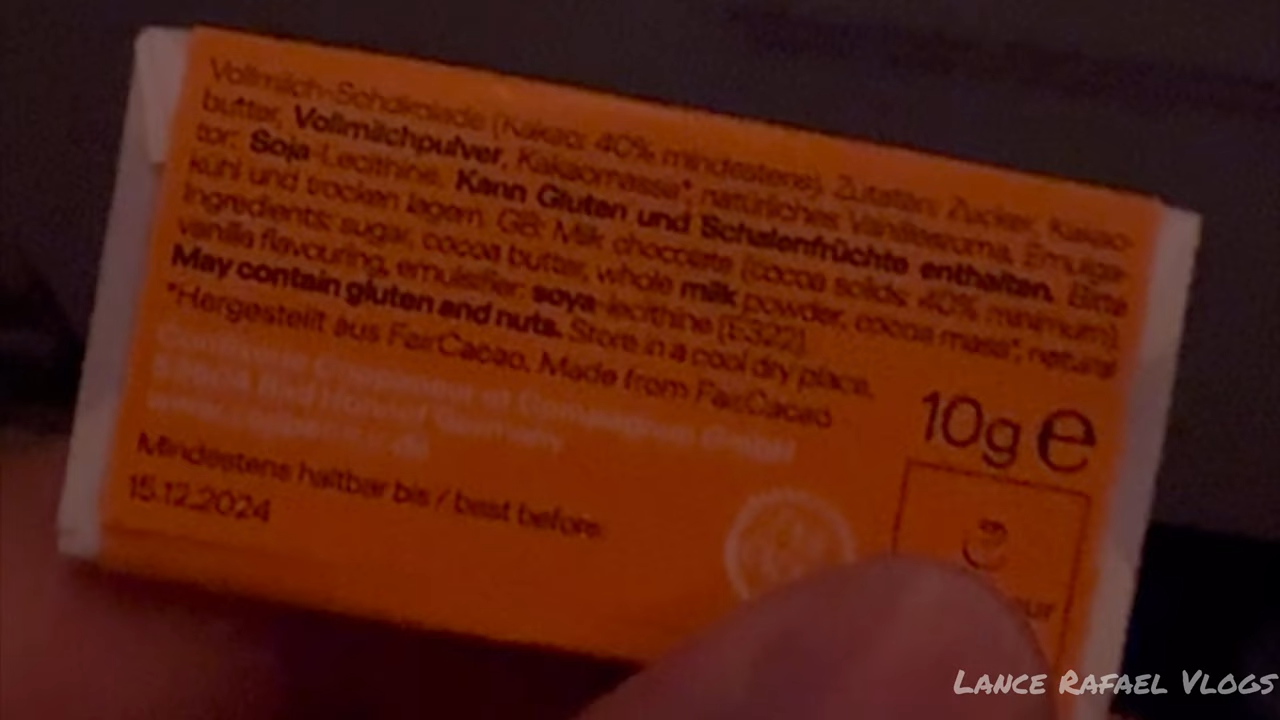 Vollmilch-Schokolade (Kakao: 40% mindestens). Zutaten: Zucker, Kakao-
butter, Vollmilchpulver, Kakaomasse*, natürliches Vanillearoma, Emulga-
tor: Soja-Lecithine. Kann Gluten und Schalenfrüchte enthalten. Bitte
kühl und trocken lagern. GB: Milk chocolate (cocoa solids: 40% minimum).
Ingredients: sugar, cocoa butter, whole milk powder, cocoa mass*, natural
vanilla flavouring, emulsifier: soya-lecithine (E322).
May contain gluten and nuts. Store in a cool dry place.
*Hergestellt aus FairCacao. Made from FairCacao
Germany
10g e
Mindestens haltbar bis / best before:
15.12.2024
LANCE RAFAEL VLOGS